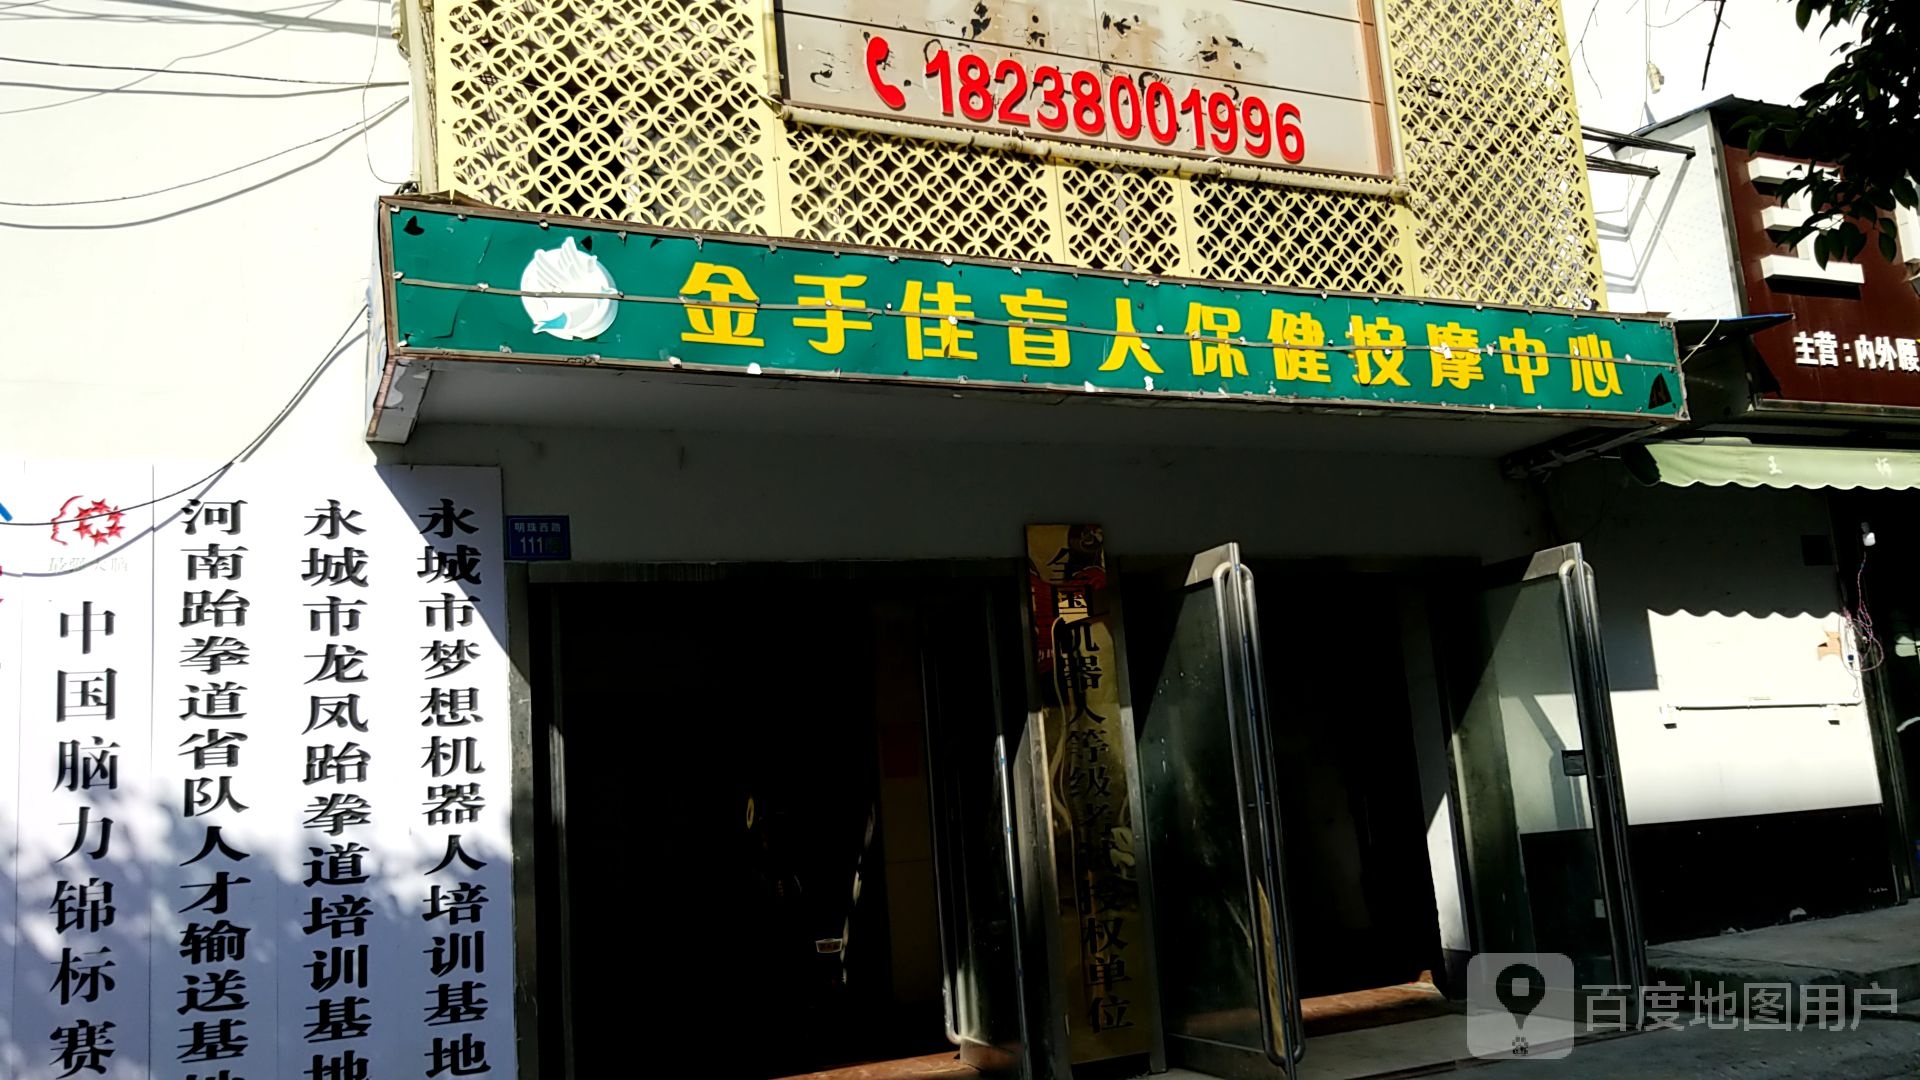 18238001996
金手佳盲人保健按摩中心
主营:内外腰
明珠西路
111
永城市梦想机器人培训基地
永城市龙凤跆拳道培训基地
河南跆拳道省队人才输送基地
中国脑力锦标赛
全国机器人等级考试授权单位
百度地图用户